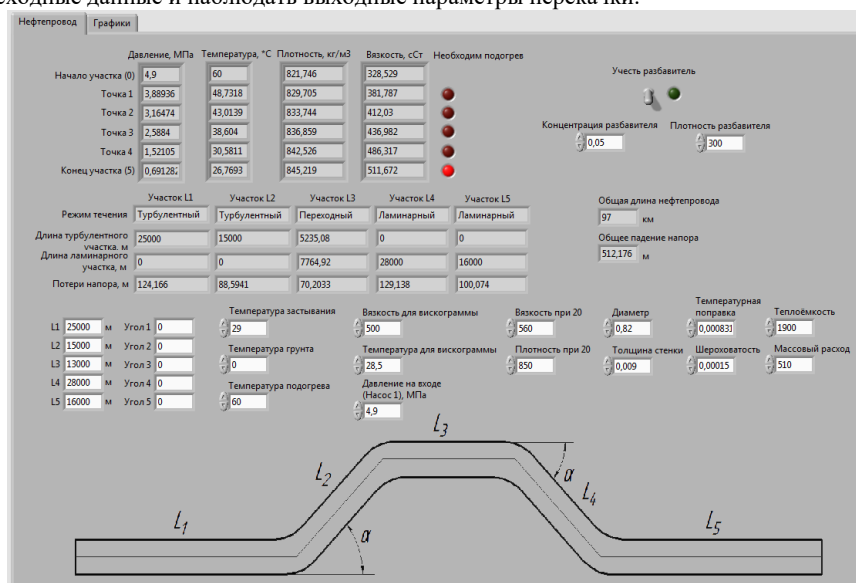 сходные данные и наблюдать выходные параметры перекачки.
Нефтепровод Графики
Давление, МПа Температура, °С Плотность, кг/м3 Вязкость, сСт Необходим подогрев
Начало участка (0) 4,9 60 821,746 328,529
Точка 1 3,88936 48,7318 829,705 381,787
Точка 2 3,16474 43,0139 833,744 412,03
Точка 3 2,5884 38,604 836,859 436,982
Точка 4 1,52105 30,5811 842,526 486,317
Конец участка (5) 0,691282 26,7693 845,219 511,672
Учесть разбавитель
Концентрация разбавителя Плотность разбавителя
0,05 300
Участок L1 Участок L2 Участок L3 Участок L4 Участок L5
Режим течения Турбулентный Турбулентный Переходный Ламинарный Ламинарный
Длина турбулентного
участка, м 25000 15000 5235,08 0 0
Длина ламинарного
участка, м 0 0 7764,92 28000 16000
Потери напора, м 124,166 88,5941 70,2033 129,138 100,074
Общая длина нефтепровода
97 км
Общее падение напора
512,176 м
L1 25000 м Угол 1 0
L2 15000 м Угол 2 0
L3 13000 м Угол 3 0
L4 28000 м Угол 4 0
L5 16000 м Угол 5 0
Температура застывания
29
Температура грунта
0
Температура подогрева
60
Вязкость для вискограммы
500
Температура для вискограммы
28,5
Давление на входе
(Насос 1), МПа
4,9
Вязкость при 20
560
Плотность при 20
850
Диаметр
0,82
Толщина стенки
0,009
Температурная
поправка
0,000831
Шероховатость
0,00015
Теплоёмкость
1900
Массовый расход
510
L1
L2
L3
L4
L5
α
α